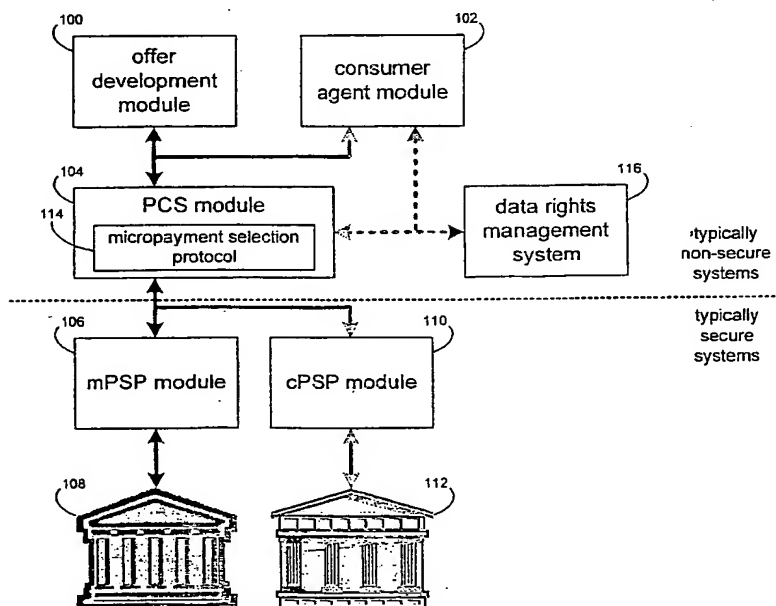 100
offer
development
module
102
consumer
agent module
104
PCS module
114
micropayment selection
protocol
116
data rights
management
system
typically
non-secure
systems
typically
secure
systems
106
mPSP module
110
cPSP module
108
112